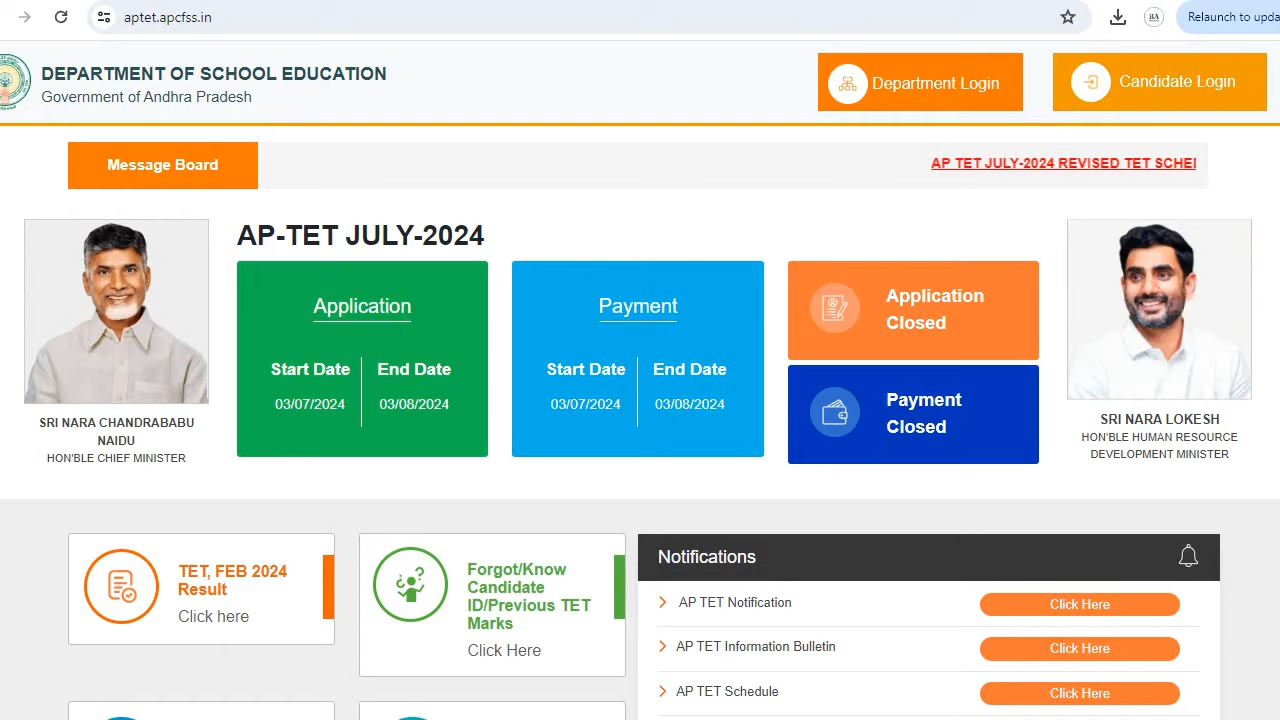 aptet.apcfss.in
BA
Relaunch to upda
DEPARTMENT OF SCHOOL EDUCATION
Government of Andhra Pradesh
Department Login
Candidate Login
Message Board
AP TET JULY-2024 REVISED TET SCHE
AP-TET JULY-2024
Application
Start Date
End Date
03/07/2024
03/08/2024
Payment
Start Date
End Date
03/07/2024
03/08/2024
Application
Closed
Payment
Closed
SRI NARA CHANDRABABU
NAIDU
HON'BLE CHIEF MINISTER
SRI NARA LOKESH
HON'BLE HUMAN RESOURCE
DEVELOPMENT MINISTER
TET, FEB 2024
Result
Click here
Forgot/Know
Candidate
ID/Previous TET
Marks
Click Here
Notifications
AP TET Notification
Click Here
AP TET Information Bulletin
Click Here
AP TET Schedule
Click Here